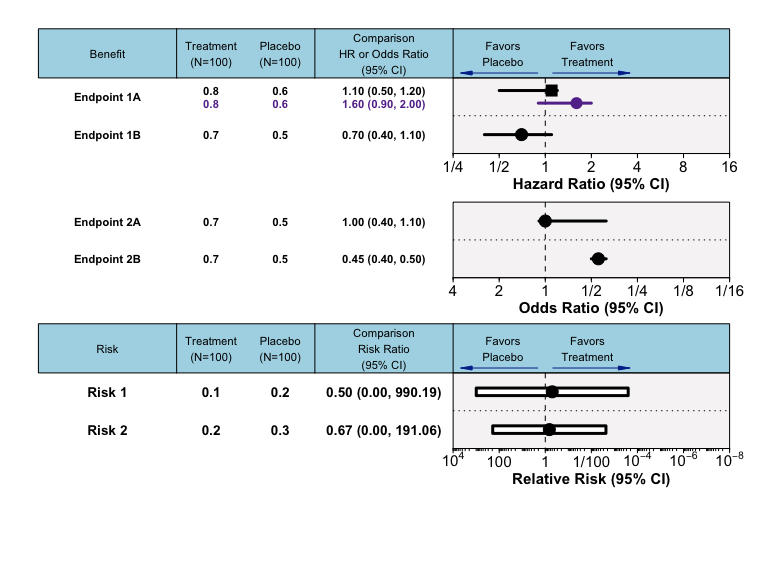 Benefit
Treatment (N=100)
Placebo (N=100)
Comparison HR or Odds Ratio (95% CI)
Favors Placebo
Favors Treatment
Endpoint 1A 0.8 0.6 1.10 (0.50, 1.20)
0.8 0.6 1.60 (0.90, 2.00)
Endpoint 1B 0.7 0.5 0.70 (0.40, 1.10)
1/4 1/2 1 2 4 8 16
Hazard Ratio (95% CI)
Endpoint 2A 0.7 0.5 1.00 (0.40, 1.10)
Endpoint 2B 0.7 0.5 0.45 (0.40, 0.50)
4 2 1 1/2 1/4 1/8 1/16
Odds Ratio (95% CI)
Risk
Treatment (N=100)
Placebo (N=100)
Comparison Risk Ratio (95% CI)
Favors Placebo
Favors Treatment
Risk 1 0.1 0.2 0.50 (0.00, 990.19)
Risk 2 0.2 0.3 0.67 (0.00, 191.06)
10⁴ 100 1 1/100 10⁻⁴ 10⁻⁶ 10⁻⁸
Relative Risk (95% CI)